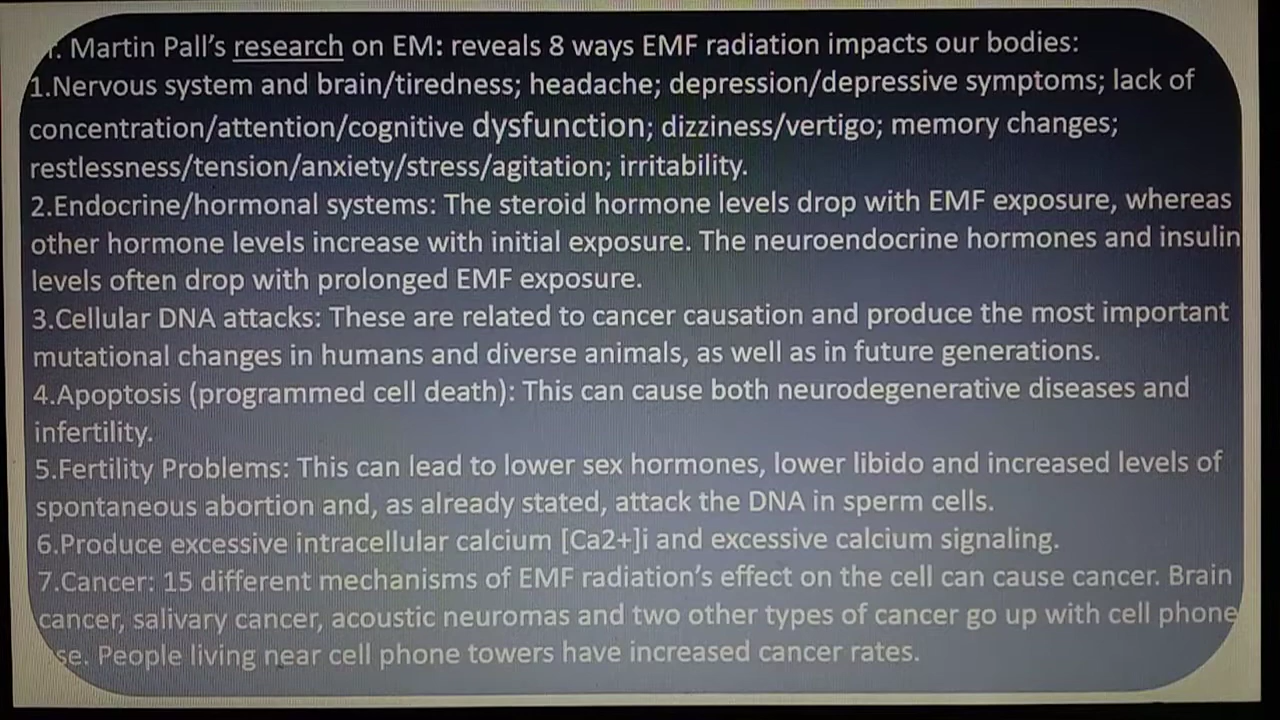 . Martin Pall's research on EM: reveals 8 ways EMF radiation impacts our bodies:
1.Nervous system and brain/tiredness; headache; depression/depressive symptoms; lack of
concentration/attention/cognitive dysfunction; dizziness/vertigo; memory changes;
restlessness/tension/anxiety/stress/agitation; irritability.
2.Endocrine/hormonal systems: The steroid hormone levels drop with EMF exposure, whereas
other hormone levels increase with initial exposure. The neuroendocrine hormones and insulin
levels often drop with prolonged EMF exposure.
3.Cellular DNA attacks: These are related to cancer causation and produce the most important
mutational changes in humans and diverse animals, as well as in future generations.
4.Apoptosis (programmed cell death): This can cause both neurodegenerative diseases and
infertility.
5.Fertility Problems: This can lead to lower sex hormones, lower libido and increased levels of
spontaneous abortion and, as already stated, attack the DNA in sperm cells.
6.Produce excessive intracellular calcium [Ca2+]i and excessive calcium signaling.
7.Cancer: 15 different mechanisms of EMF radiation's effect on the cell can cause cancer. Brain
cancer, salivary cancer, acoustic neuromas and two other types of cancer go up with cell phone
se. People living near cell phone towers have increased cancer rates.